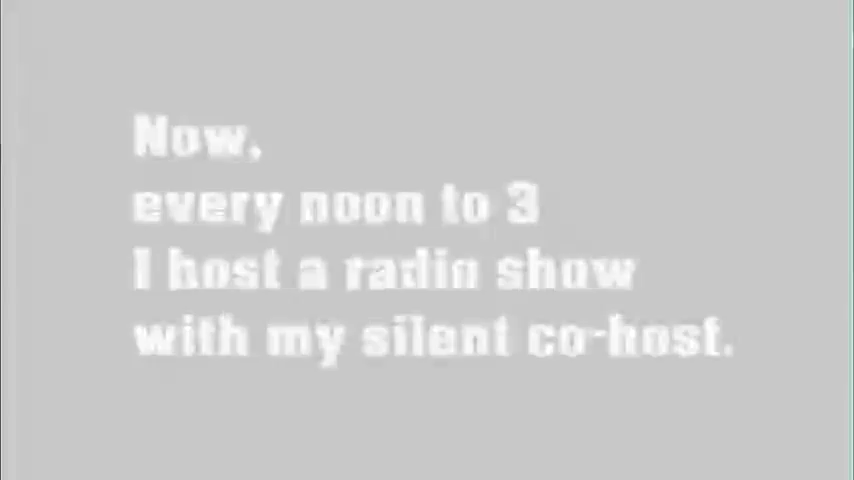 Now,
every noon to 3
I host a radio show
with my silent co-host.